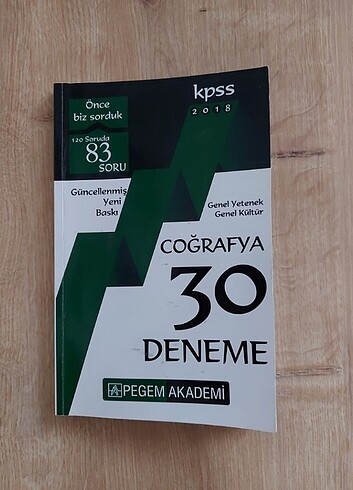 Önce
biz sorduk
120 Soruda
83
SORU
Güncellenmiş
Yeni
Baskı
kpss
2018
Genel Yetenek
Genel Kültür
COĞRAFYA
30
DENEME
PEGEM AKADEMİ